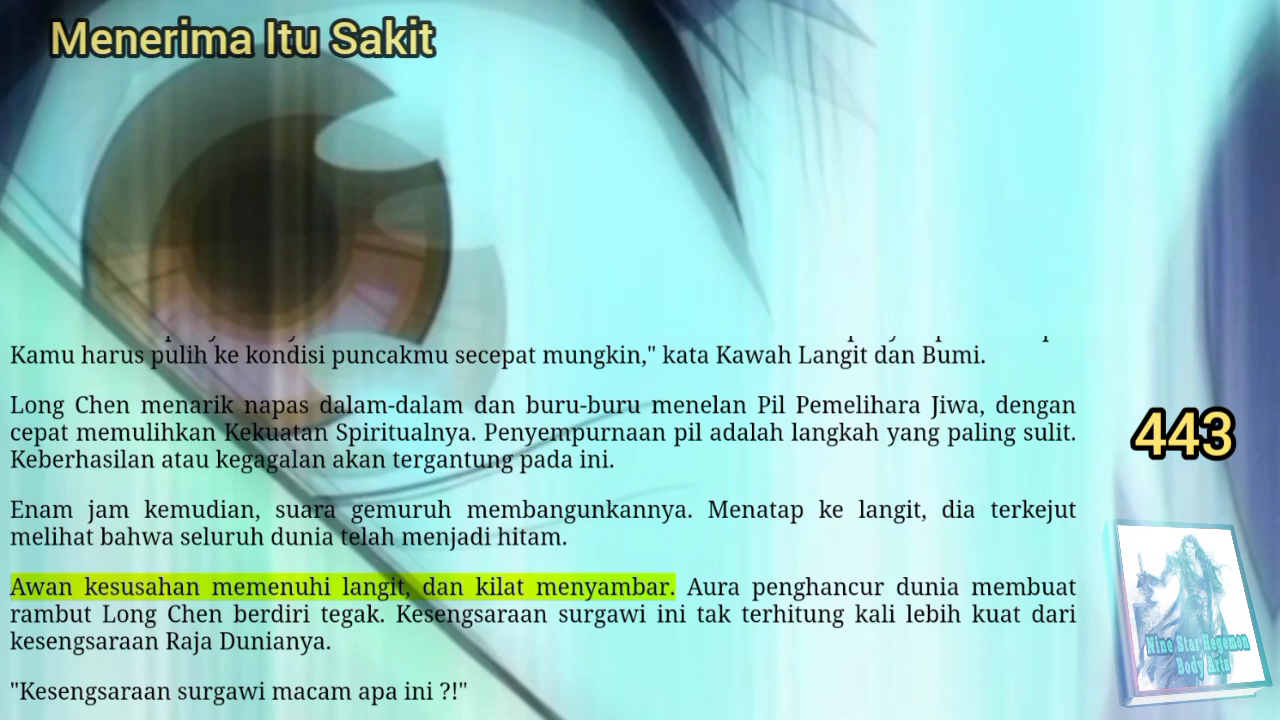 Menerima Itu Sakit
Kamu harus pulih ke kondisi puncakmu secepat mungkin," kata Kawah Langit dan Bumi.
Long Chen menarik napas dalam-dalam dan buru-buru menelan Pil Pemelihara Jiwa, dengan
cepat memulihkan Kekuatan Spiritualnya. Penyempurnaan pil adalah langkah yang paling sulit.
Keberhasilan atau kegagalan akan tergantung pada ini.
Enam jam kemudian, suara gemuruh membangunkannya. Menatap ke langit, dia terkejut
melihat bahwa seluruh dunia telah menjadi hitam.
Awan kesusahan memenuhi langit, dan kilat menyambar. Aura penghancur dunia membuat
rambut Long Chen berdiri tegak. Kesengsaraan surgawi ini tak terhitung kali lebih kuat dari
kesengsaraan Raja Dunianya.
"Kesengsaraan surgawi macam apa ini ?!"
443
Nine Star Hegemon
Body Arts